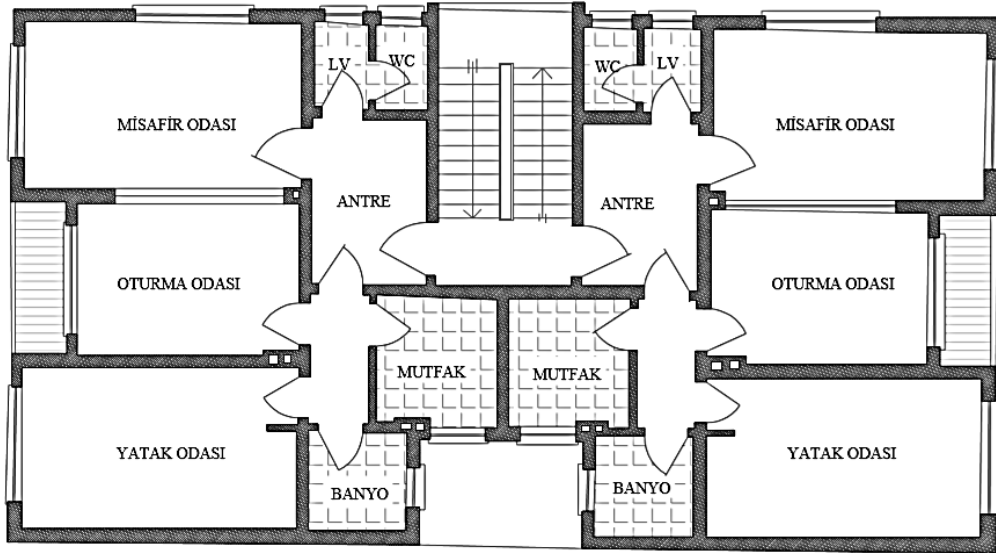 LV
WC
WC
LV
MİSAFİR ODASI
MİSAFİR ODASI
ANTRE
ANTRE
OTURMA ODASI
OTURMA ODASI
MUTFAK
MUTFAK
YATAK ODASI
YATAK ODASI
BANYO
BANYO